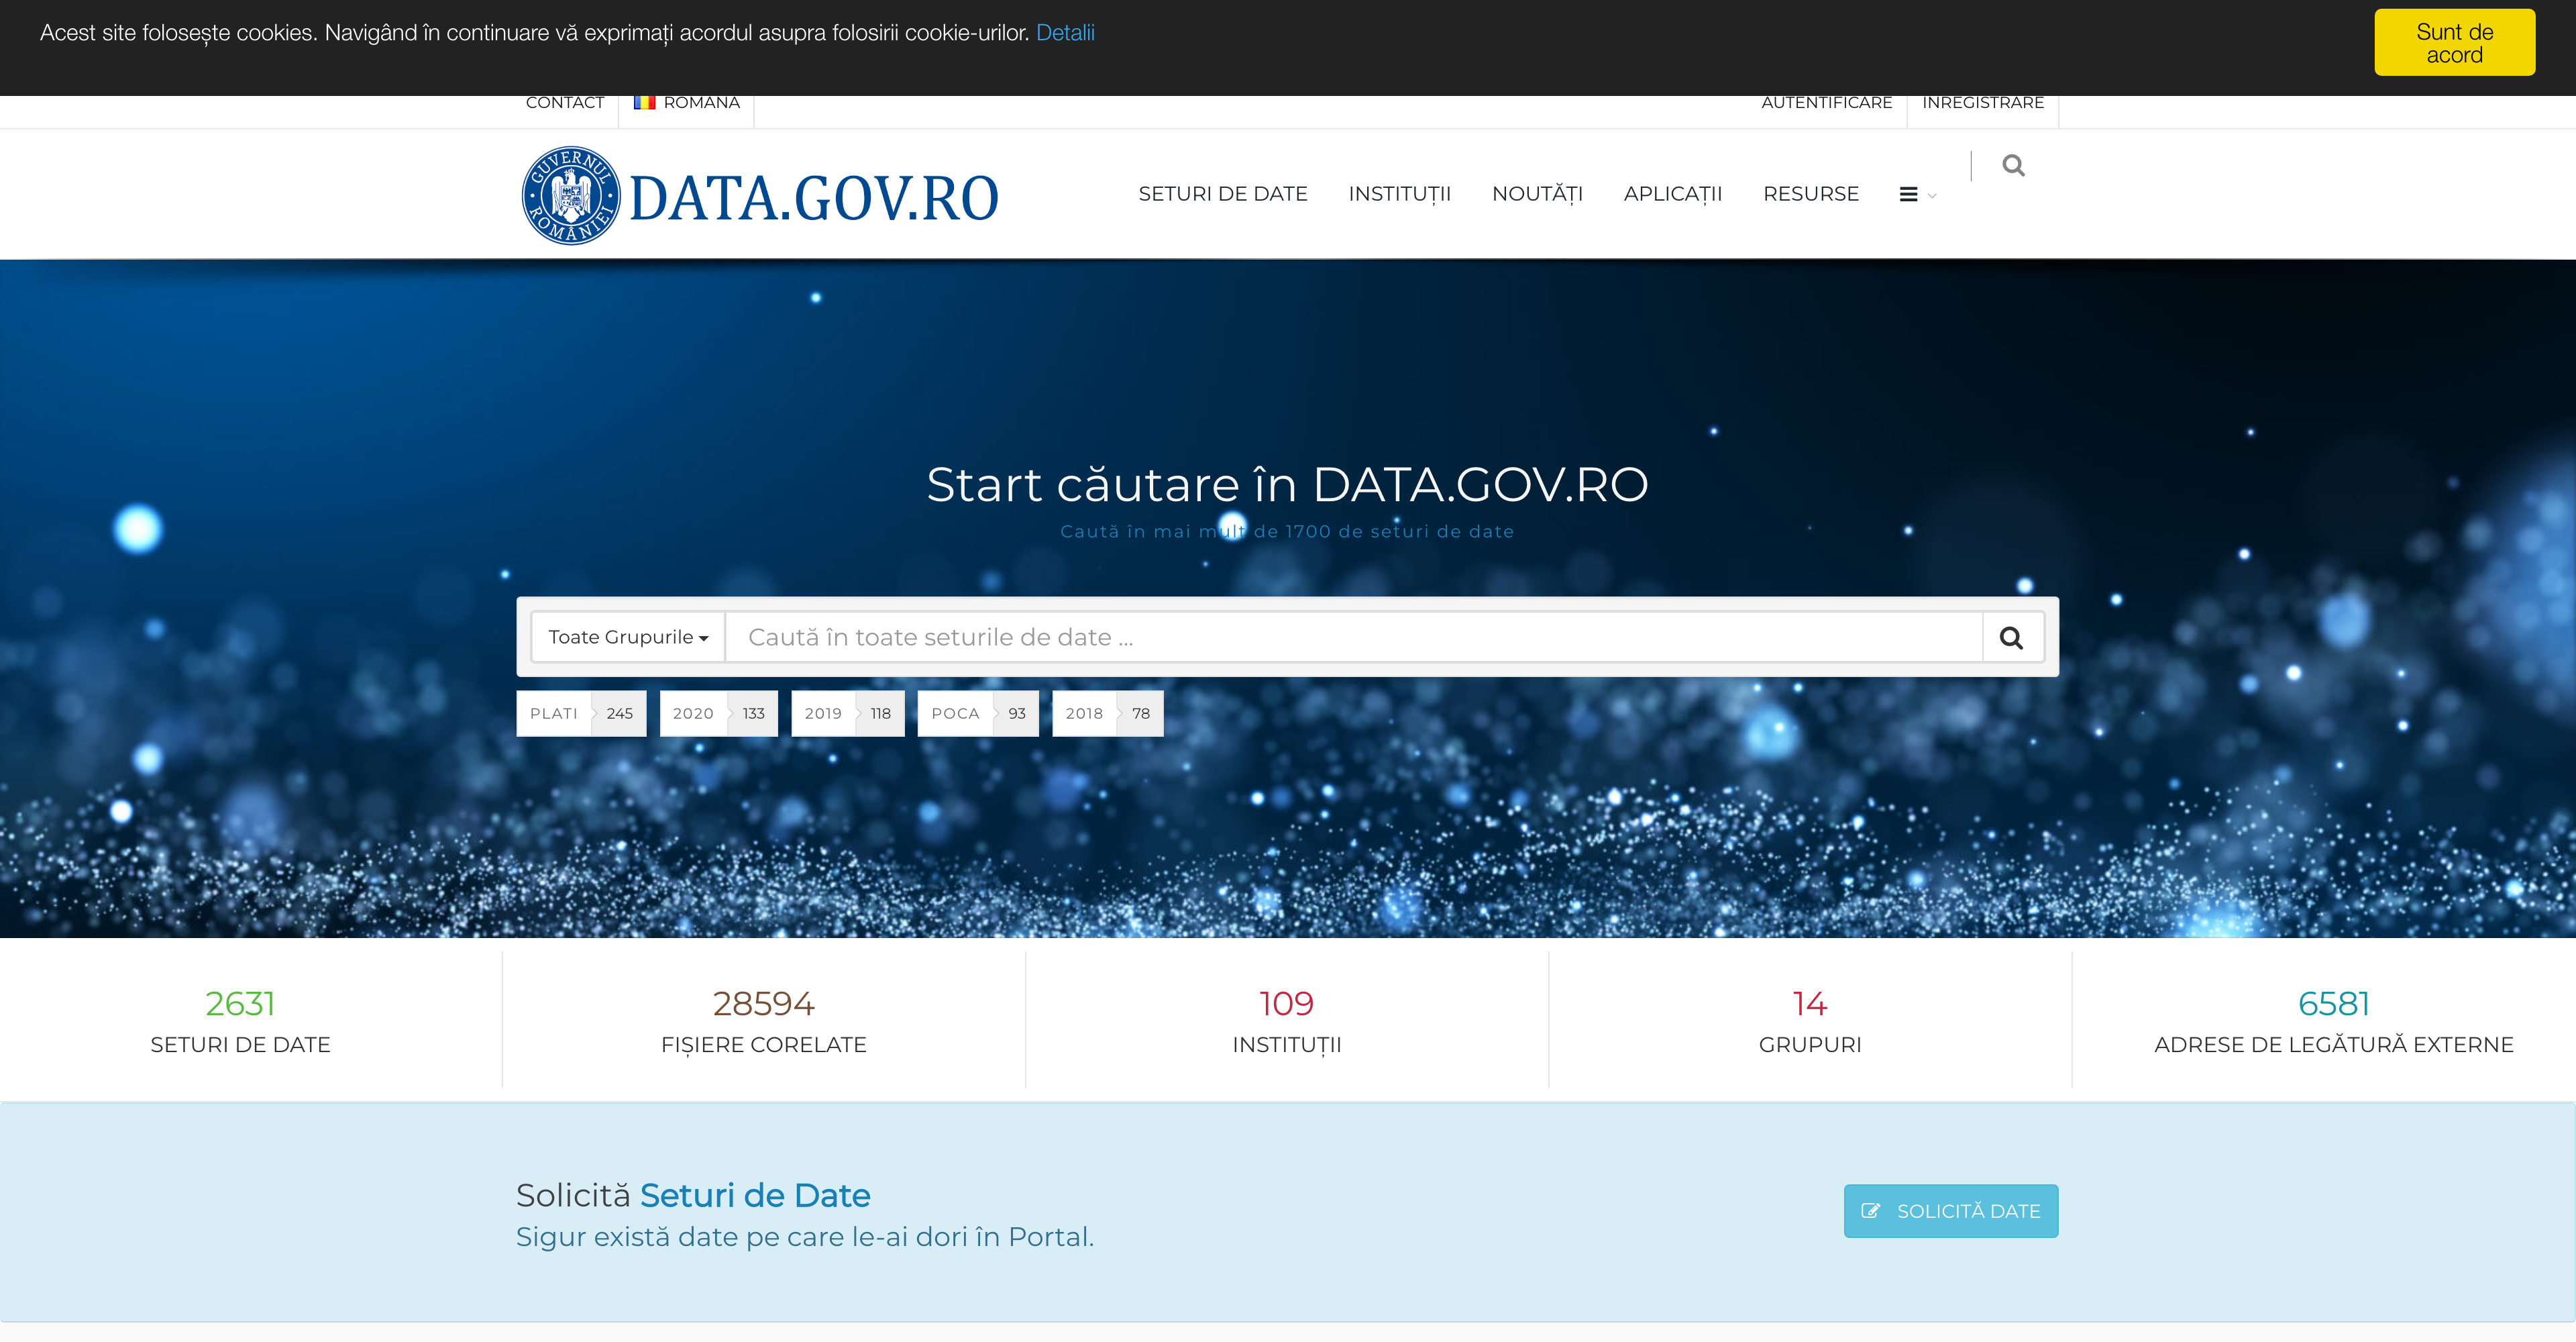 Acest site folosește cookies. Navigând în continuare vă exprimați acordul asupra folosirii cookie-urilor. Detalii
Sunt de
acord
CONTACT
ROMÂNĂ
AUTENTIFICARE
ÎNREGISTRARE
GUVERNUL ROMÂNIEI
DATA.GOV.RO
SETURI DE DATE
INSTITUȚII
NOUTĂȚI
APLICAȚII
RESURSE
Start căutare în DATA.GOV.RO
Caută în mai mult de 1700 de seturi de date
Toate Grupurile
Caută în toate seturile de date ...
PLATI 245
2020 133
2019 118
POCA 93
2018 78
2631
SETURI DE DATE
28594
FIȘIERE CORELATE
109
INSTITUȚII
14
GRUPURI
6581
ADRESE DE LEGĂTURĂ EXTERNE
Solicită Seturi de Date
Sigur există date pe care le-ai dori în Portal.
SOLICITĂ DATE